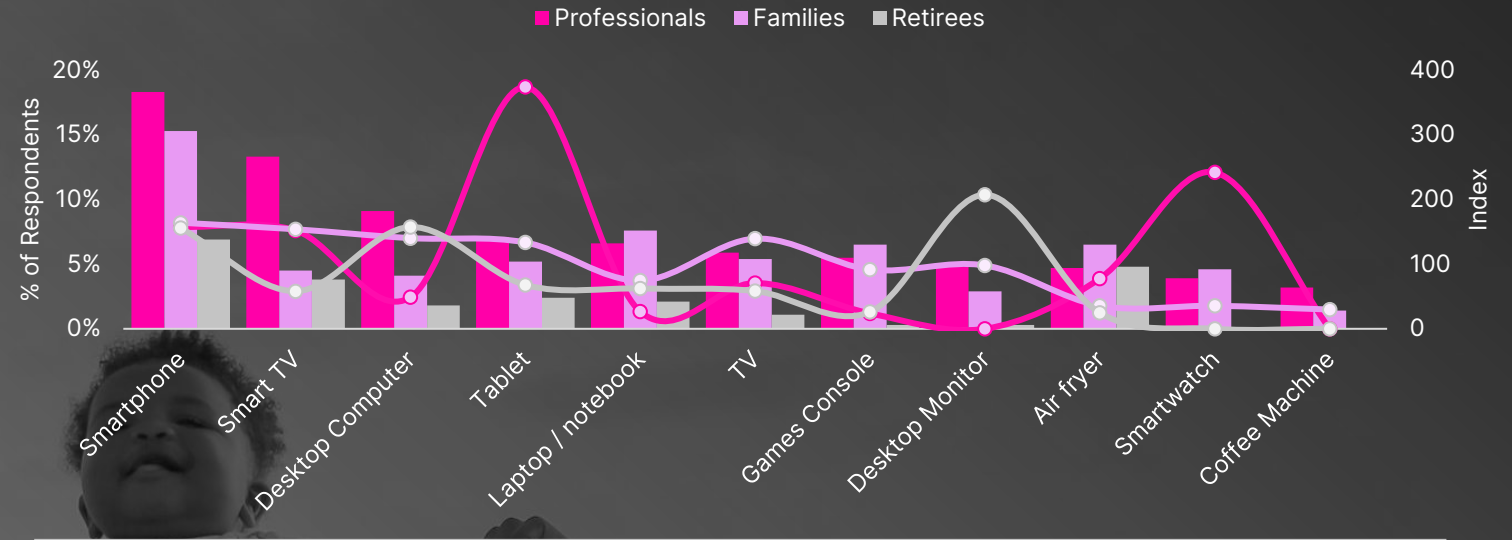 Professionals Families Retirees
20% 400
15% 300
10% 200
5% 100
0% 0
% of Respondents
Index
Smartphone
Smart TV
Desktop Computer
Tablet
Laptop / notebook
TV
Games Console
Desktop Monitor
Air fryer
Smartwatch
Coffee Machine